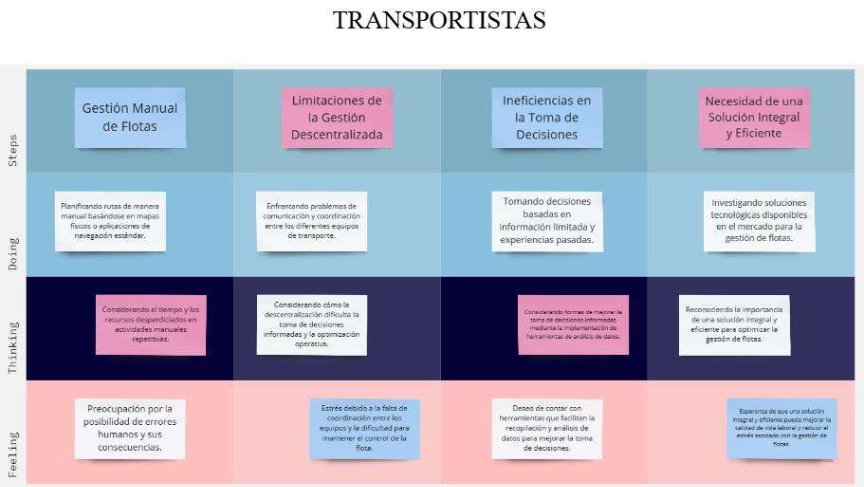 TRANSPORTISTAS
Steps
Gestión Manual
de Flotas
Limitaciones de
la Gestión
Descentralizada
Ineficiencias en
la Toma de
Decisiones
Necesidad de una
Solución Integral
y Eficiente
Doing
Planificando rutas de manera
manual basándose en mapas
físicos o aplicaciones de
navegación estándar.
Enfrentando problemas de
comunicación y coordinación
entre los diferentes equipos
de transporte.
Tomando decisiones
basadas en
información limitada y
experiencias pasadas.
Investigando soluciones
tecnológicas disponibles
en el mercado para la
gestión de flotas.
Thinking
Considerando el tiempo y los
recursos desperdiciados en
actividades manuales
repetitivas.
Considerando cómo la
descentralización dificulta la
toma de decisiones
informadas y la optimización
operativa.
Considerando formas de mejorar la
toma de decisiones informadas
mediante la implementación de
herramientas de análisis de datos.
Reconociendo la importancia
de una solución integral y
eficiente para optimizar la
gestión de flotas.
Feeling
Preocupación por la
posibilidad de errores
humanos y sus
consecuencias.
Estrés debido a la falta de
coordinación entre los
equipos y la dificultad para
mantener el control de la
flota.
Deseo de contar con
herramientas que faciliten la
recopilación y análisis de
datos para mejorar la toma
de decisiones.
Esperanza de que una solución
integral y eficiente pueda mejorar la
calidad de vida laboral y reducir el
estrés asociado con la gestión de
flotas.